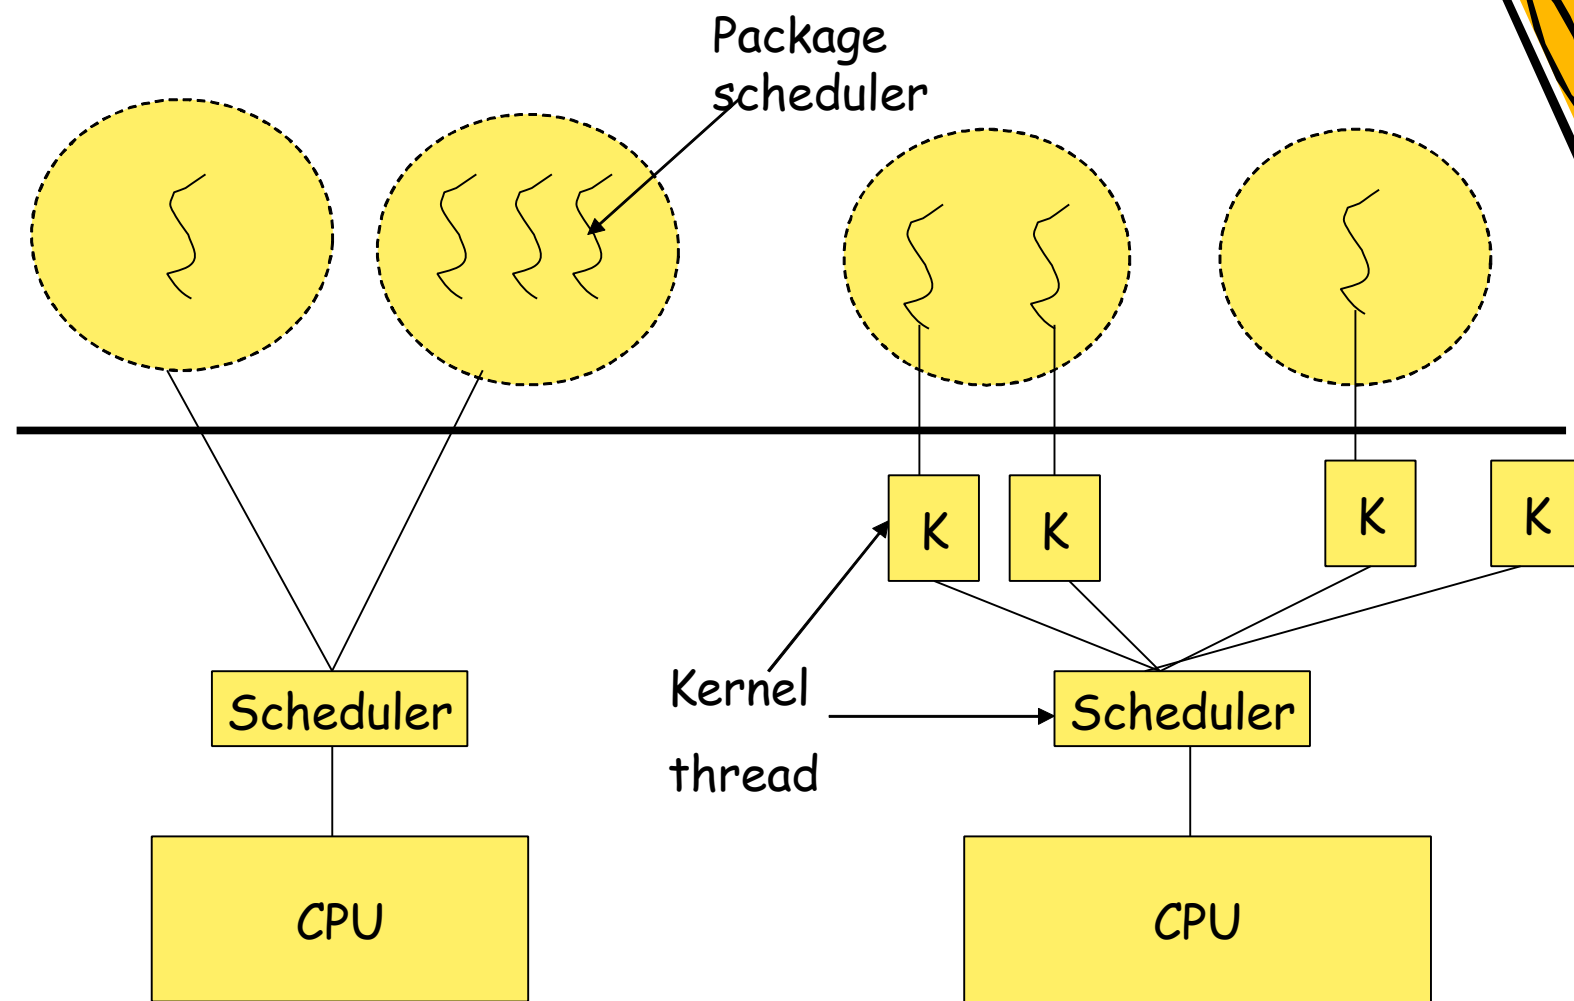 Package
scheduler
K
K
K
K
Kernel
thread
Scheduler
Scheduler
CPU
CPU